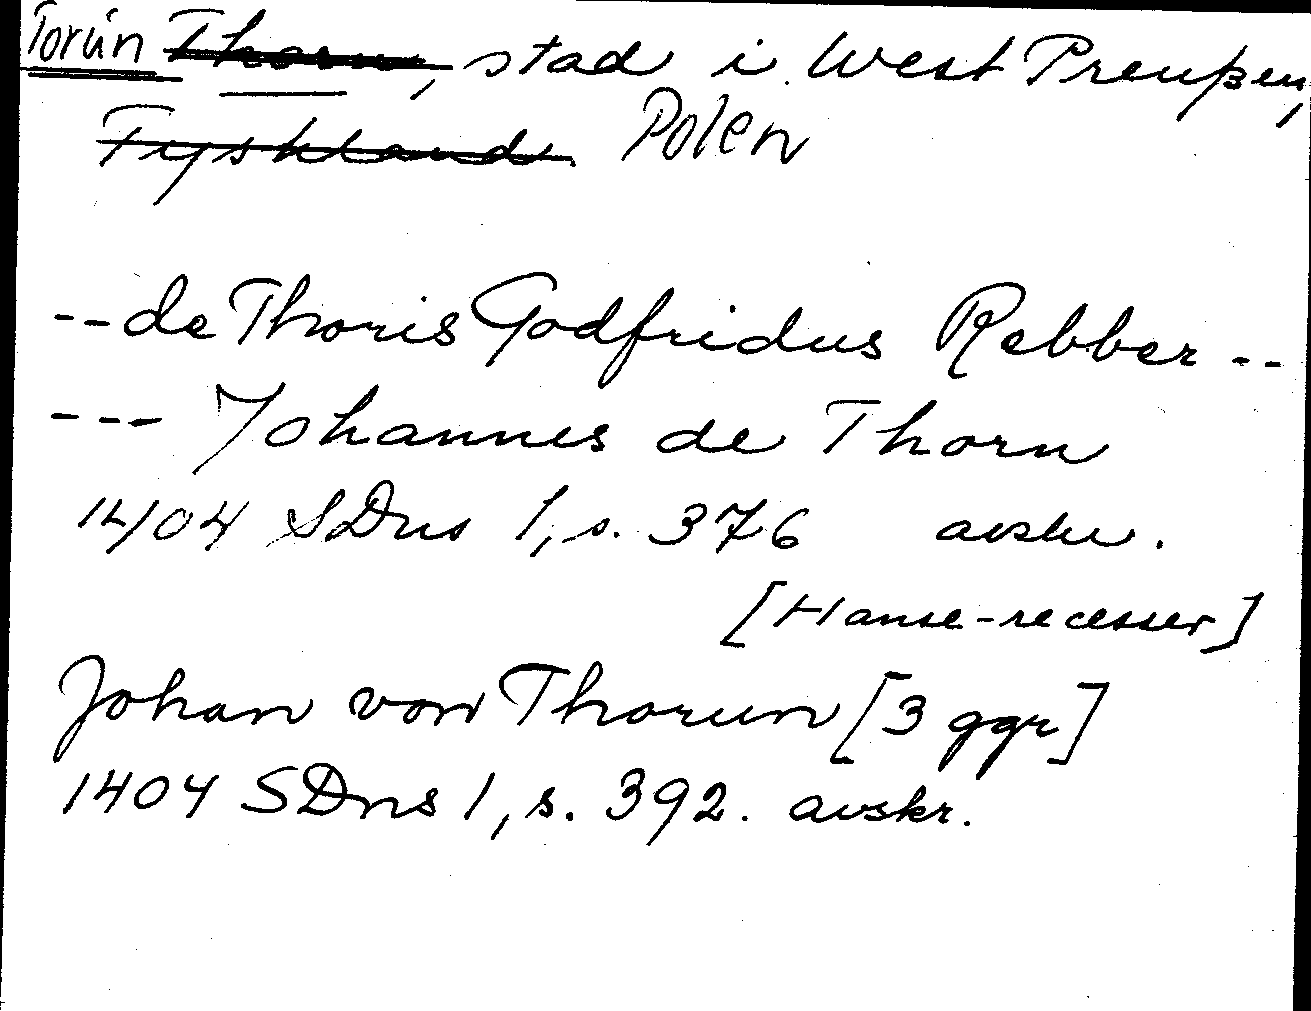 Torún ~~Thorn~~, stad i West Preußen,
~~Tyskland~~ Polen
--de Thoris Godfridus Rebber --
--- Johannes de Thorn
1404 SDns 1, s. 376 avskr.
[Hanse-recesser]
Johan von Thorun [3 ggr]
1404 SDns 1, s. 392. avskr.